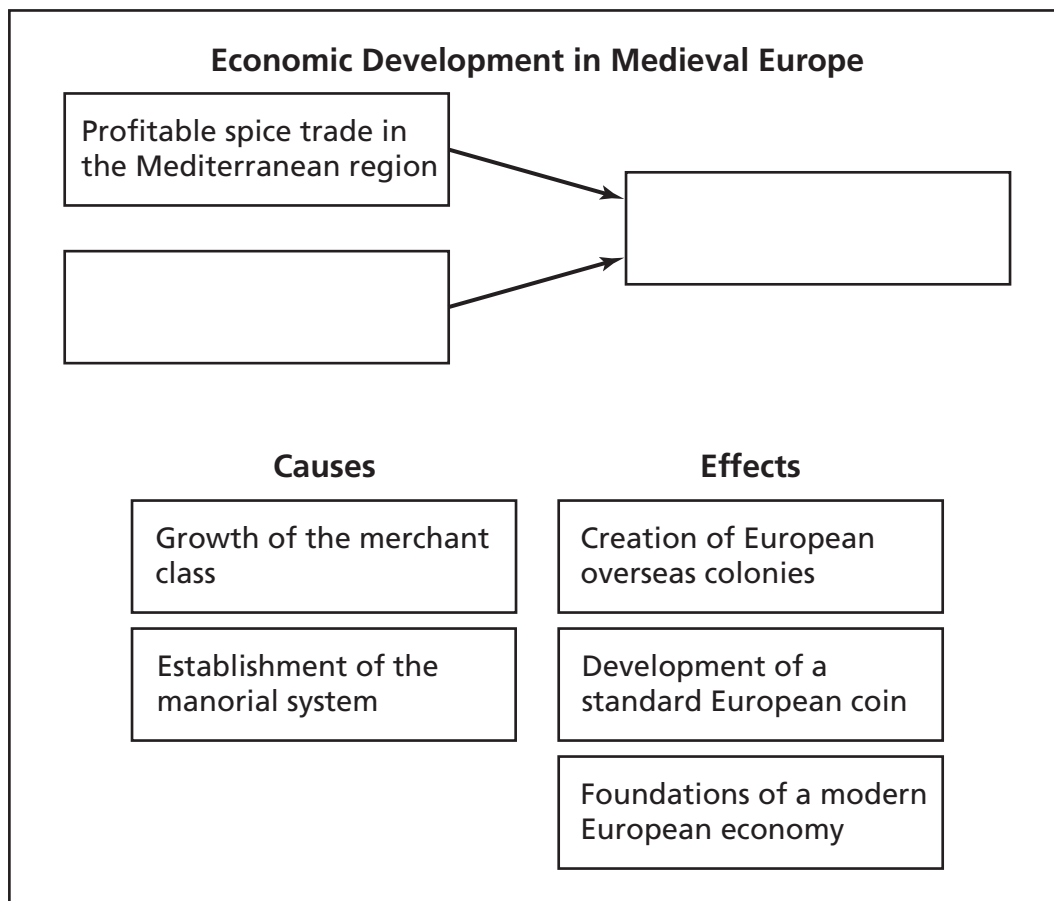 Economic Development in Medieval Europe
Profitable spice trade in
the Mediterranean region
Causes
Growth of the merchant
class
Establishment of the
manorial system
Effects
Creation of European
overseas colonies
Development of a
standard European coin
Foundations of a modern
European economy